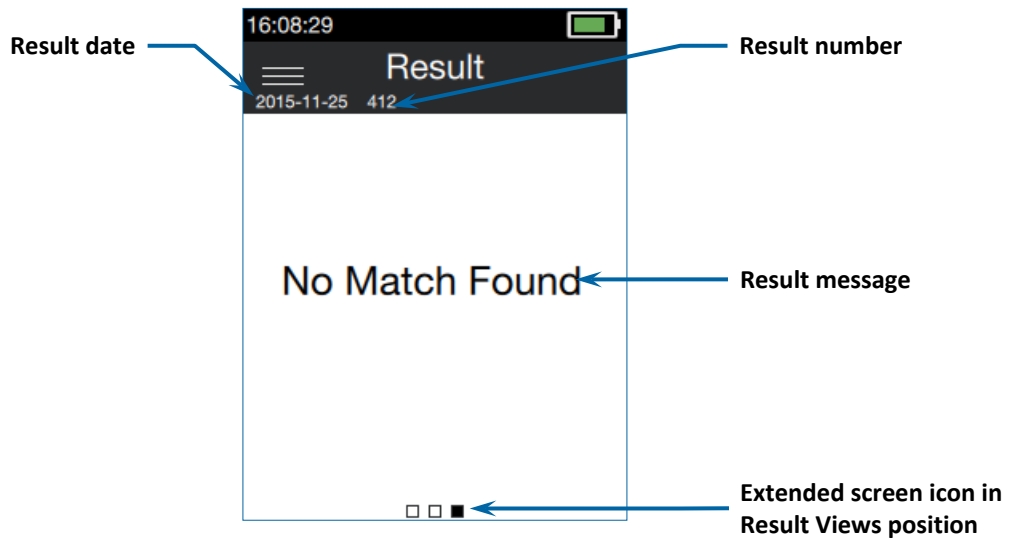 16:08:29
Result date
Result number
Result
2015-11-25 412
No Match Found
Result message
Extended screen icon in
Result Views position